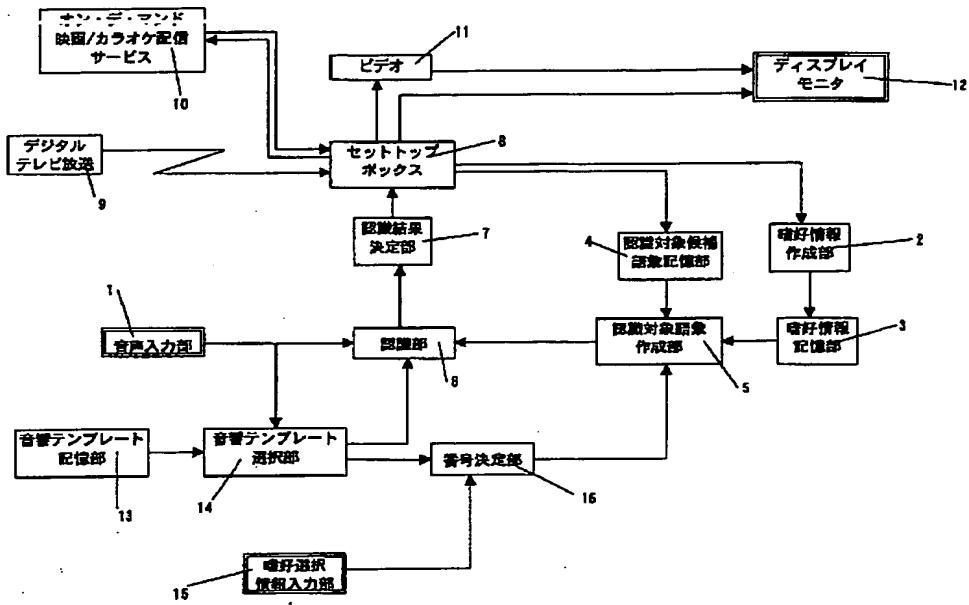 オン・デ・マンド
映画/カラオケ配信
サービス
10
ビデオ
11
ディスプレイ
モニタ
12
デジタル
テレビ放送
9
セットトップ
ボックス
8
認識結果
決定部
7
4
認識対象候補
語彙記憶部
嗜好情報
作成部
2
1
音声入力部
認識部
6
認識対象語彙
作成部
5
嗜好情報
記憶部
3
音響テンプレート
記憶部
13
音響テンプレート
選択部
14
番号決定部
16
嗜好選択
情報入力部
15